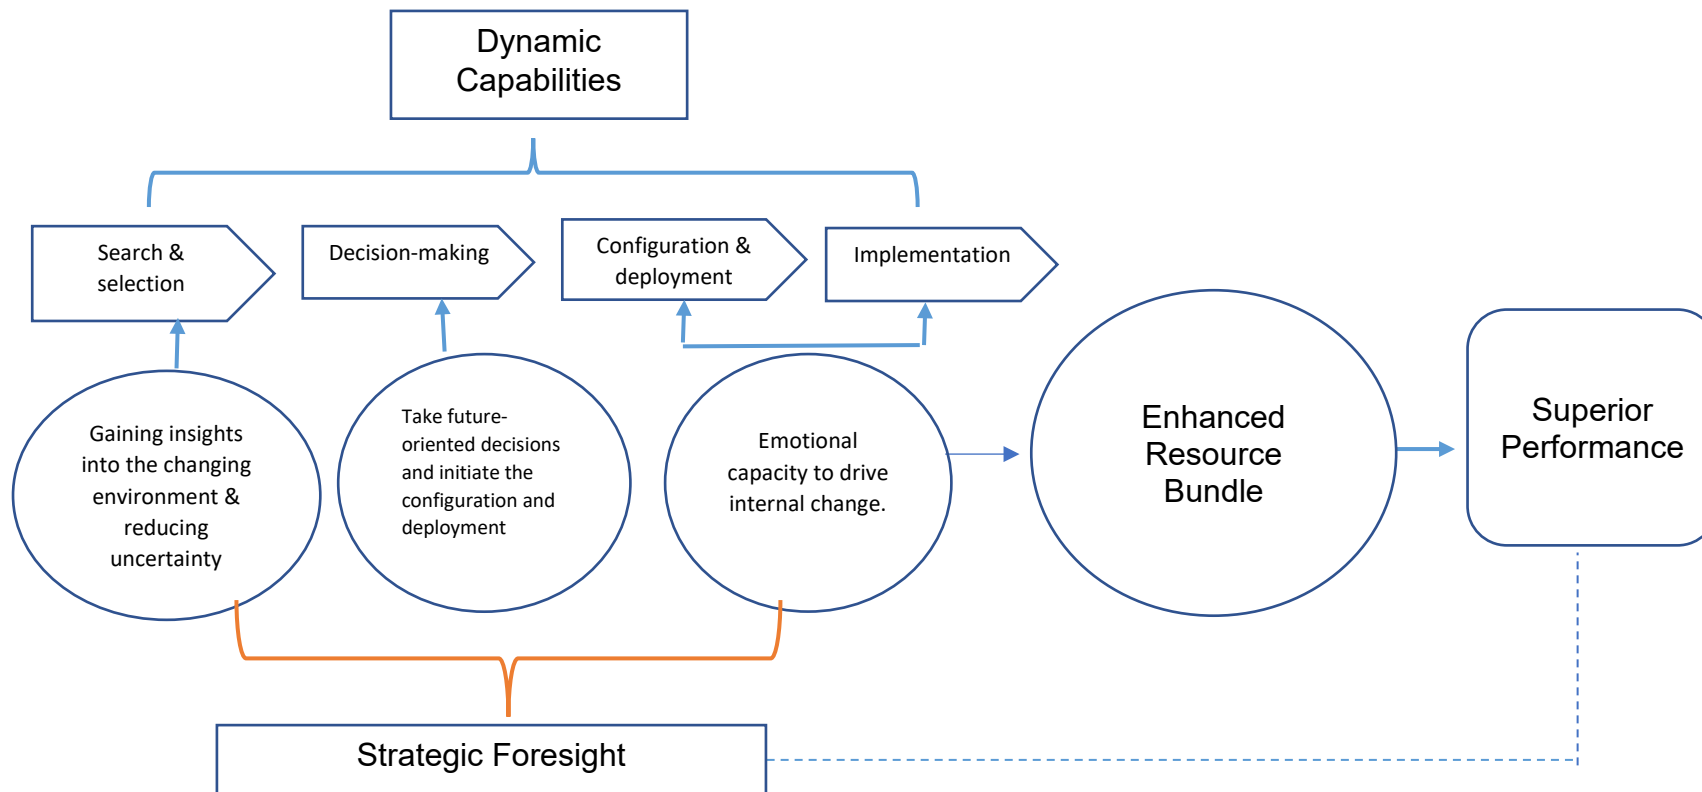 Dynamic
Capabilities
Search &
selection
Decision-making
Configuration &
deployment
Implementation
Gaining insights
into the changing
environment &
reducing
uncertainty
Take future-
oriented decisions
and initiate the
configuration and
deployment
Emotional
capacity to drive
internal change.
Enhanced
Resource
Bundle
Superior
Performance
Strategic Foresight